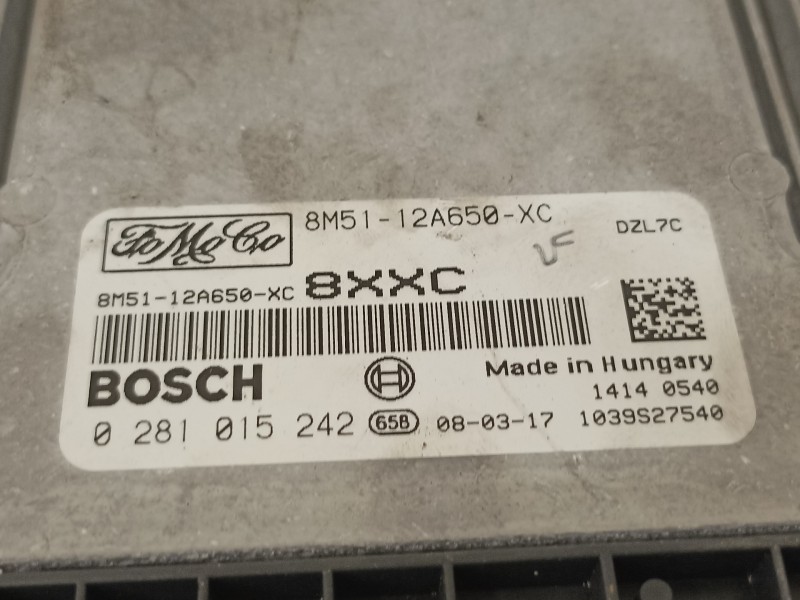 FoMoCo
8M51-12A650-XC
DZL7C
8M51-12A650-XC 8XXC
BOSCH
Made in Hungary
1414 0540
0 281 015 242 65B 08-03-17 1039S27540